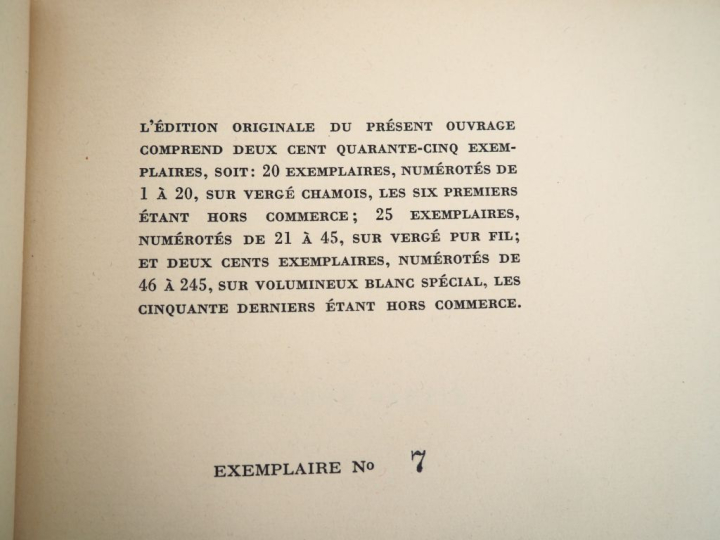 L'ÉDITION ORIGINALE DU PRÉSENT OUVRAGE
COMPREND DEUX CENT QUARANTE-CINQ EXEM-
PLAIRES, SOIT: 20 EXEMPLAIRES, NUMÉROTÉS DE
1 À 20, SUR VERGÉ CHAMOIS, LES SIX PREMIERS
ÉTANT HORS COMMERCE; 25 EXEMPLAIRES,
NUMÉROTÉS DE 21 À 45, SUR VERGÉ PUR FIL;
ET DEUX CENTS EXEMPLAIRES, NUMÉROTÉS DE
46 À 245, SUR VOLUMINEUX BLANC SPÉCIAL, LES
CINQUANTE DERNIERS ÉTANT HORS COMMERCE.
EXEMPLAIRE No 7